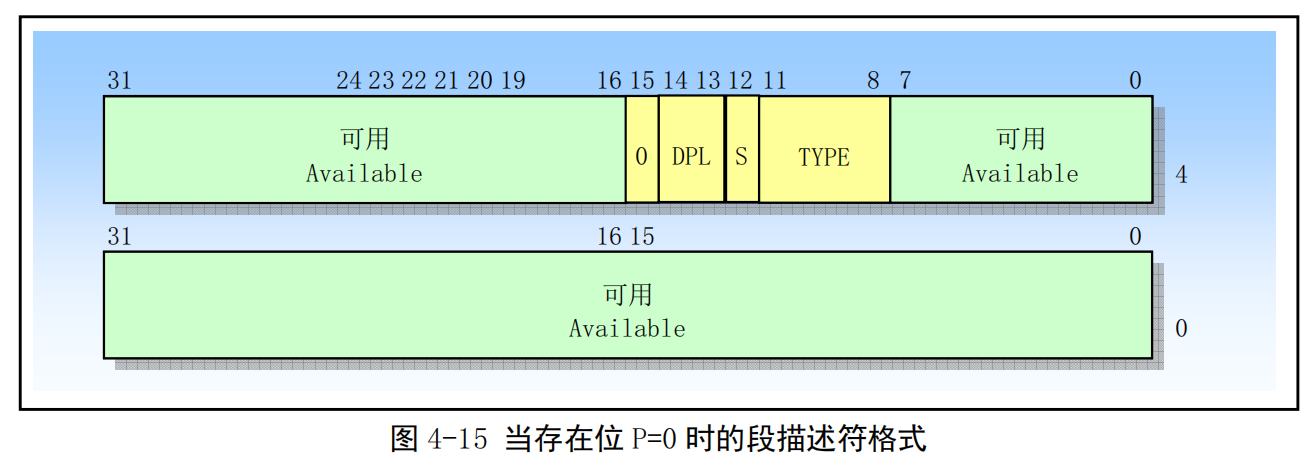 31 24 23 22 21 20 19 16 15 14 13 12 11 8 7 0
可用 可用
Available 0 DPL S TYPE Available 4
31 16 15 0
可用
Available 0
图 4-15 当存在位 P=0 时的段描述符格式